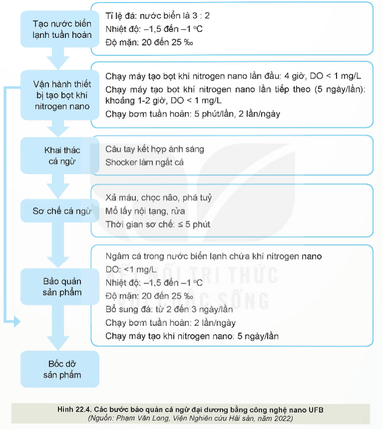 Tạo nước biển
lạnh tuần hoàn
Tỉ lệ đá: nước biển là 3 : 2
Nhiệt độ: –1,5 đến –1 °C
Độ mặn: 20 đến 25 ‰
Vận hành thiết
bị tạo bọt khí
nitrogen nano
Chạy máy tạo bọt khí nitrogen nano lần đầu: 4 giờ, DO < 1 mg/L
Chạy máy tạo bọt khí nitrogen nano lần tiếp theo (5 ngày/lần):
khoảng 1-2 giờ, DO < 1 mg/L
Chạy bơm tuần hoàn: 5 phút/lần, 2 lần/ngày
Khai thác
cá ngừ
Câu tay kết hợp ánh sáng
Shocker làm ngất cá
Sơ chế cá ngừ
Xả máu, chọc não, phá tuỷ
Mổ lấy nội tạng, rửa
Thời gian sơ chế: ≤ 5 phút
Bảo quản
sản phẩm
Ngâm cá trong nước biển lạnh chứa khí nitrogen nano
DO: <1 mg/L
Nhiệt độ: –1,5 đến –1 °C
Độ mặn: 20 đến 25 ‰
Bổ sung đá: từ 2 đến 3 ngày/lần
Chạy bơm tuần hoàn: 2 lần/ngày
Chạy máy tạo khí nitrogen nano: 5 ngày/lần
Bốc dỡ
sản phẩm
Hình 22.4. Các bước bảo quản cá ngừ đại dương bằng công nghệ nano UFB
(Nguồn: Phạm Văn Long, Viện Nghiên cứu Hải sản, năm 2022)